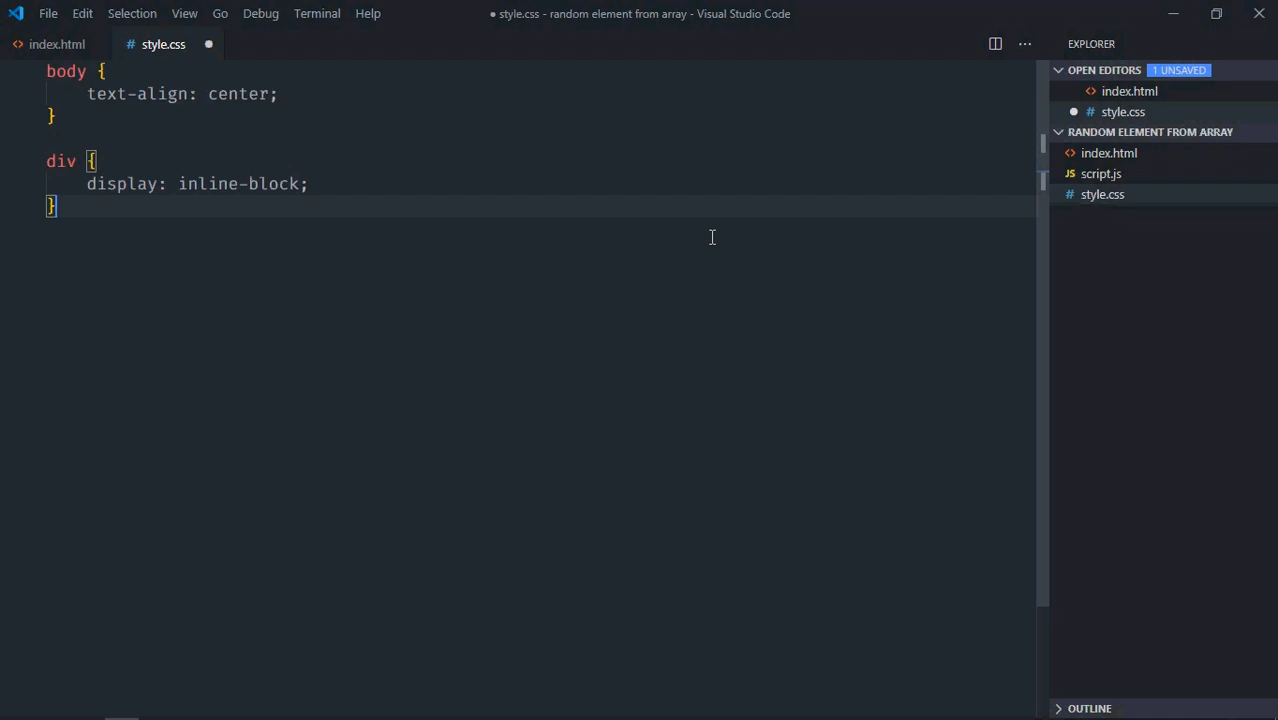 File Edit Selection View Go Debug Terminal Help ● style.css - random element from array - Visual Studio Code
<> index.html # style.css ● ···
EXPLORER
OPEN EDITORS 1 UNSAVED
<> index.html
● # style.css
RANDOM ELEMENT FROM ARRAY
<> index.html
JS script.js
# style.css
OUTLINE
body {
text-align: center;
}
div {
display: inline-block;
}